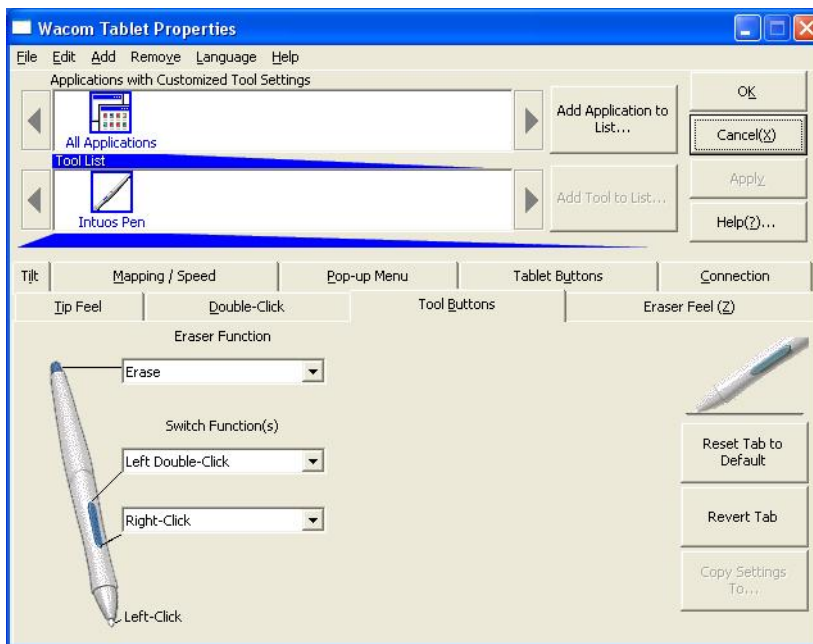 Wacom Tablet Properties
File Edit Add Remove Language Help
Applications with Customized Tool Settings
All Applications
Add Application to
List...
OK
Cancel(X)
Tool List
Intuos Pen
Add Tool to List...
Apply
Help(?)...
Tilt Mapping / Speed Pop-up Menu Tablet Buttons Connection
Tip Feel Double-Click Tool Buttons Eraser Feel (Z)
Eraser Function
Erase
Switch Function(s)
Left Double-Click
Right-Click
Left-Click
Reset Tab to
Default
Revert Tab
Copy Settings
To...